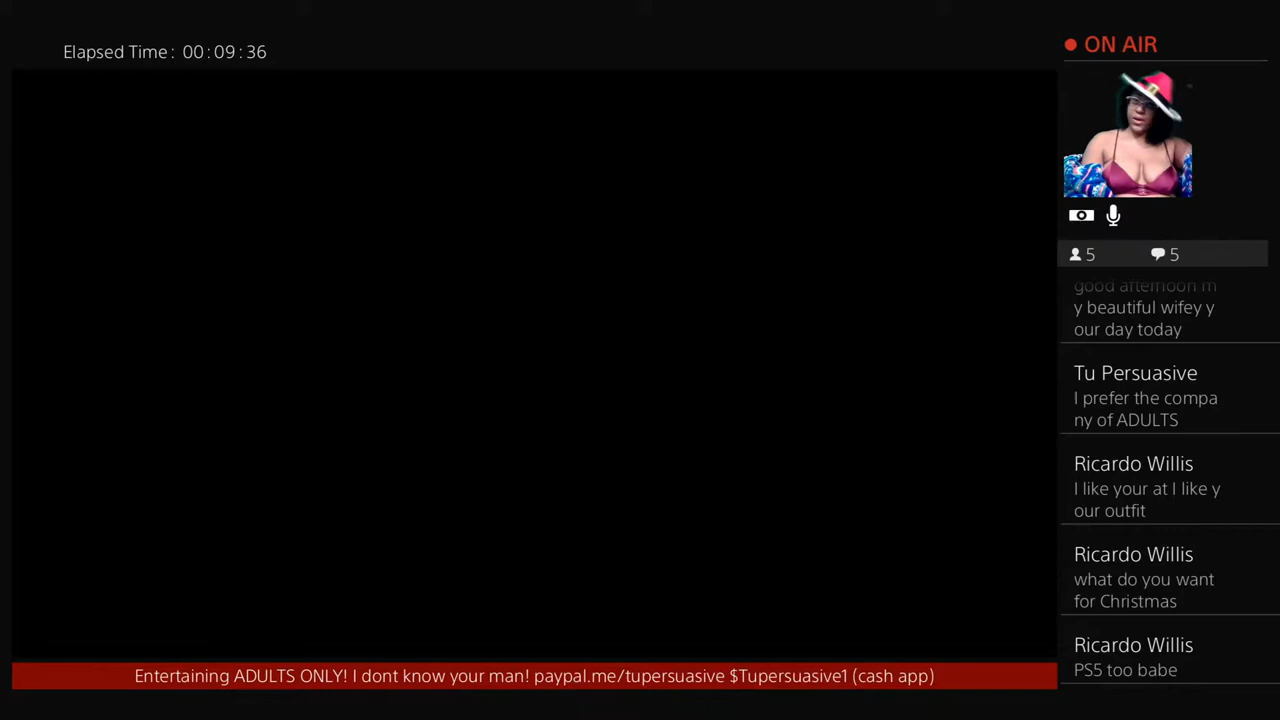 Elapsed Time: 00:09:36
ON AIR
5 5
good afternoon m
y beautiful wifey y
our day today
Tu Persuasive
I prefer the compa
ny of ADULTS
Ricardo Willis
I like your at I like y
our outfit
Ricardo Willis
what do you want
for Christmas
Ricardo Willis
PS5 too babe
Entertaining ADULTS ONLY! I dont know your man! paypal.me/tupersuasive $Tupersuasive1 (cash app)